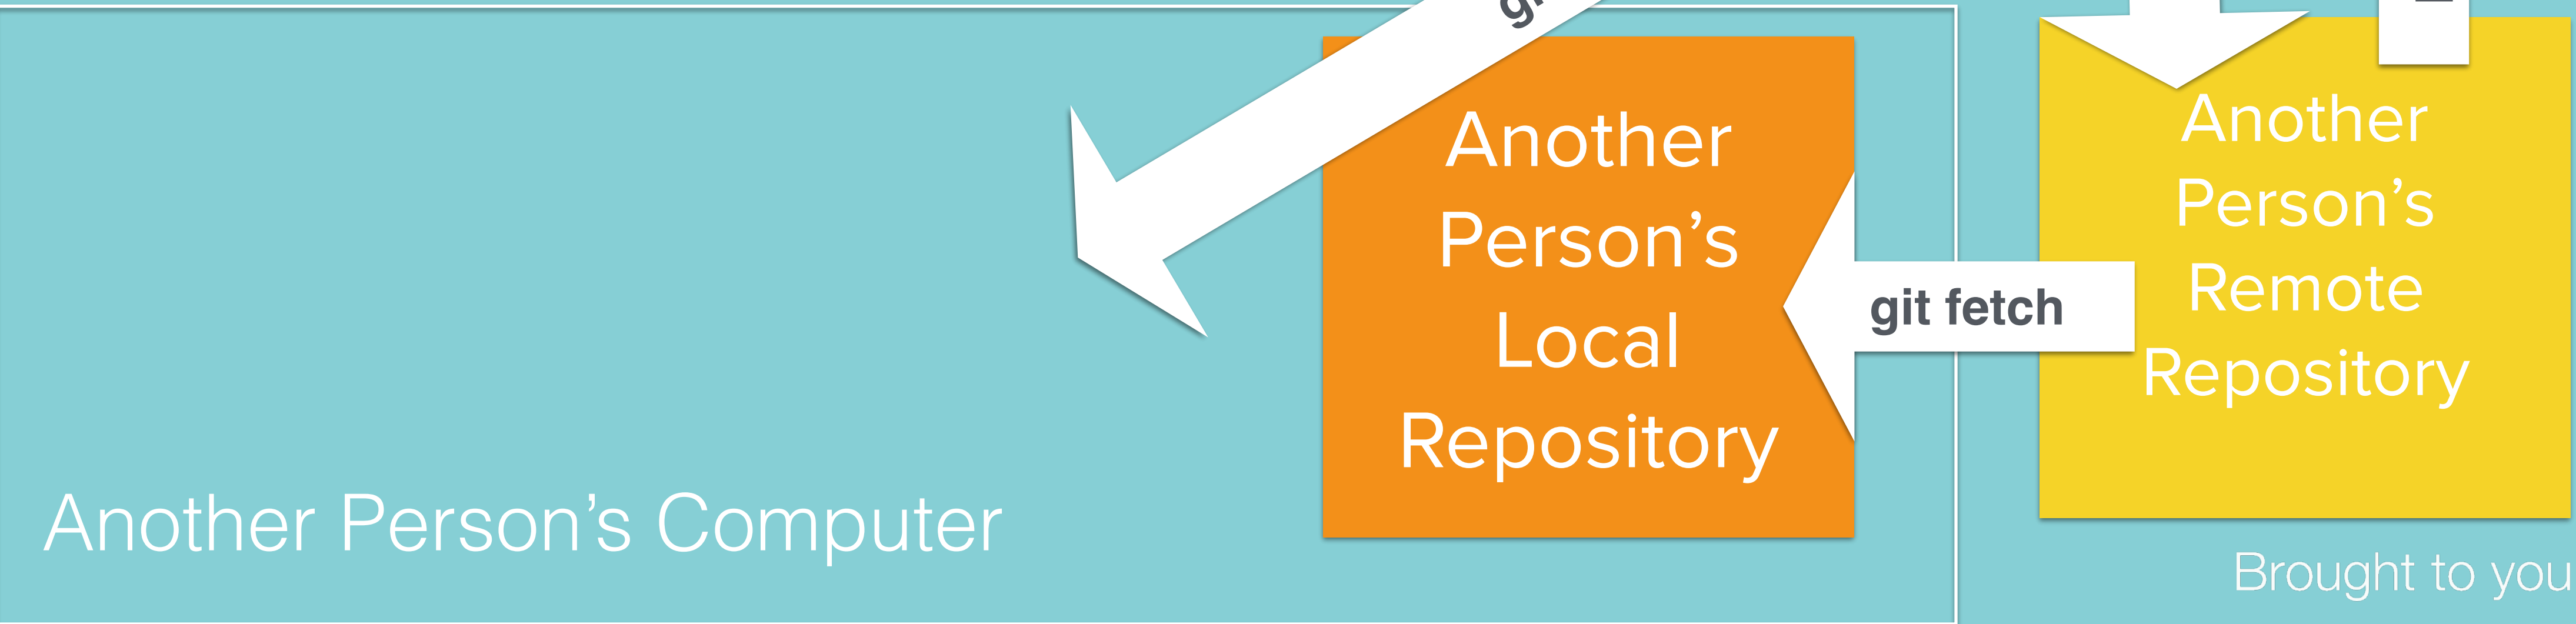 Another
Person’s
Local
Repository
git fetch
Another
Person’s
Remote
Repository
Another Person’s Computer
Brought to you